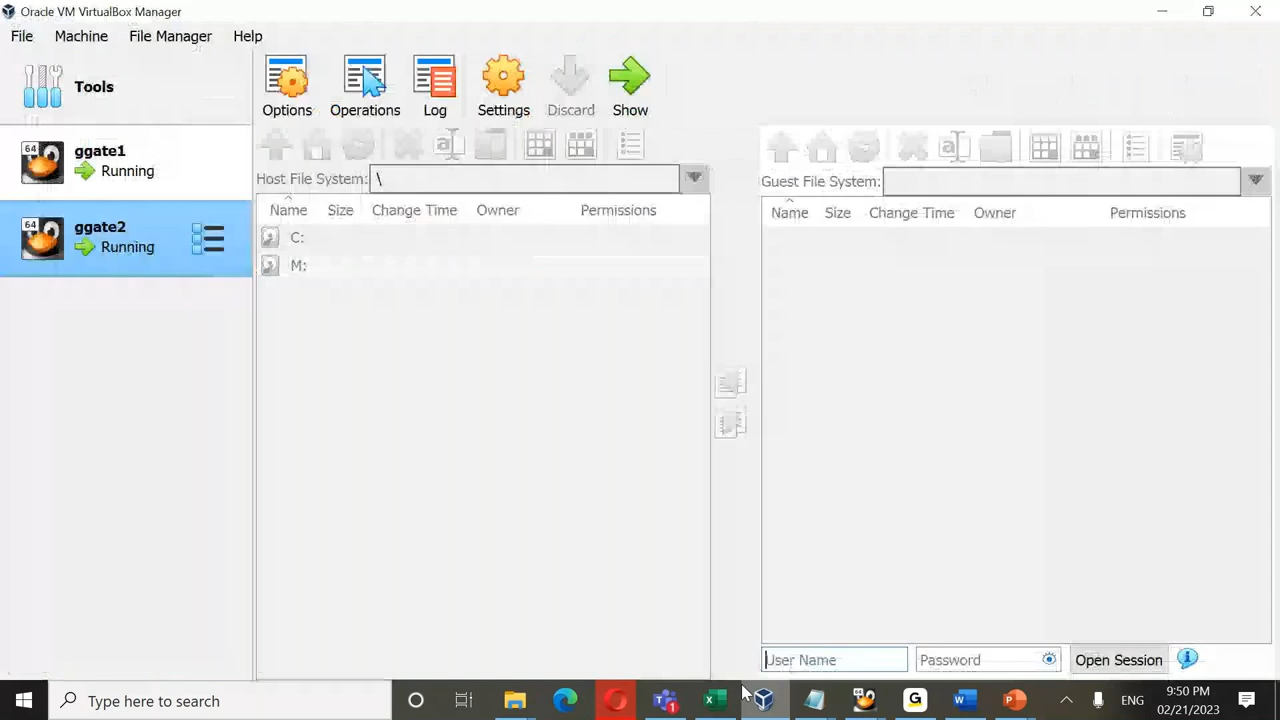 Oracle VM VirtualBox Manager
File Machine File Manager Help
Tools
Options Operations Log Settings Discard Show
64
ggate1
Running
64
ggate2
Running
Host File System: \
Guest File System:
Name Size Change Time Owner Permissions
Name Size Change Time Owner Permissions
C:
M:
User Name Password Open Session
Type here to search
ENG
9:50 PM
02/21/2023